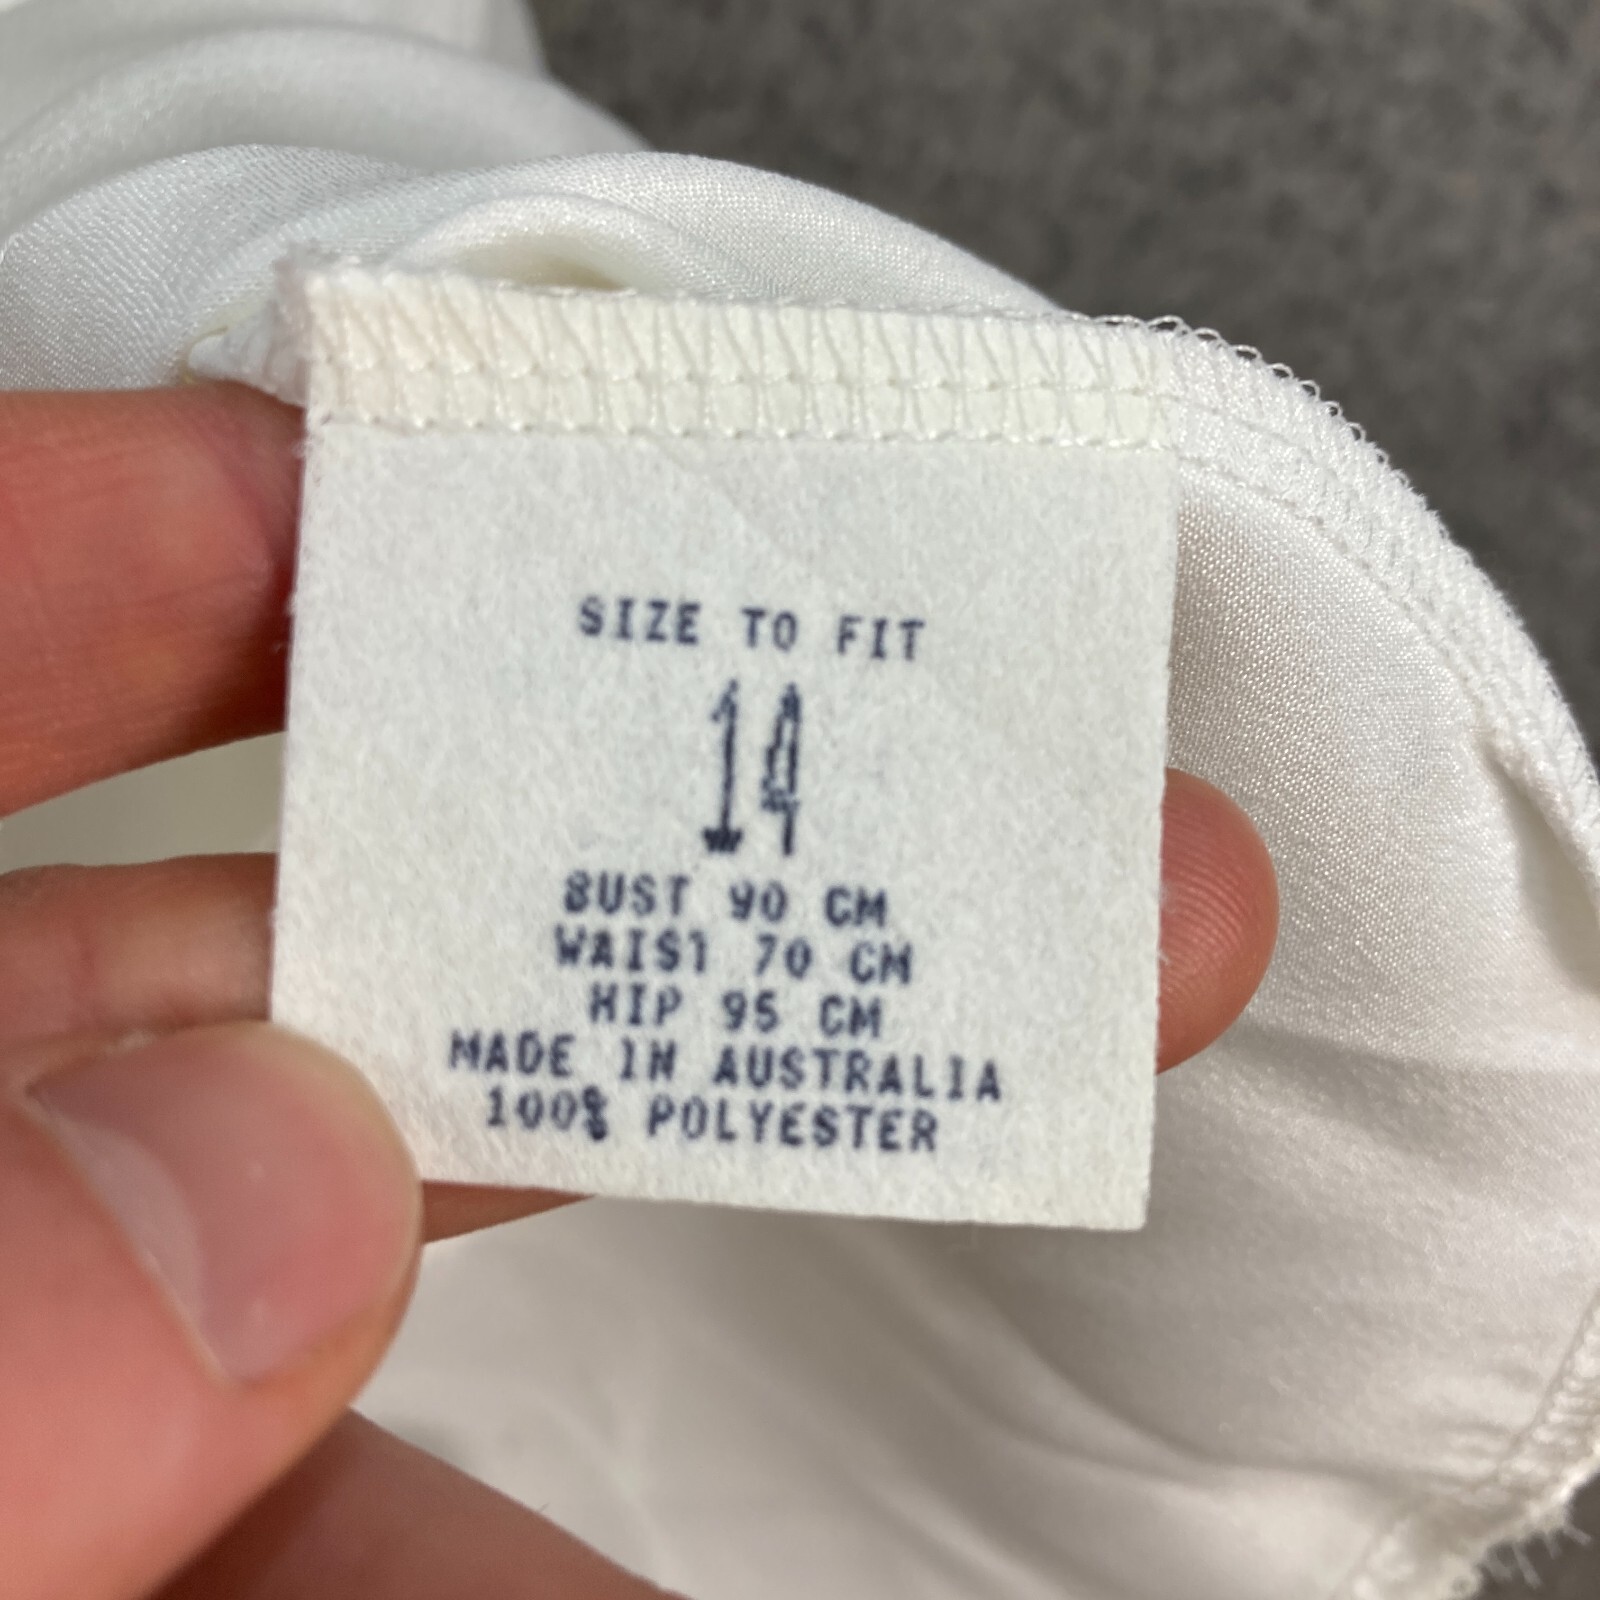 SIZE TO FIT
14
BUST 90 CM
WAIST 70 CM
HIP 95 CM
MADE IN AUSTRALIA
100% POLYESTER